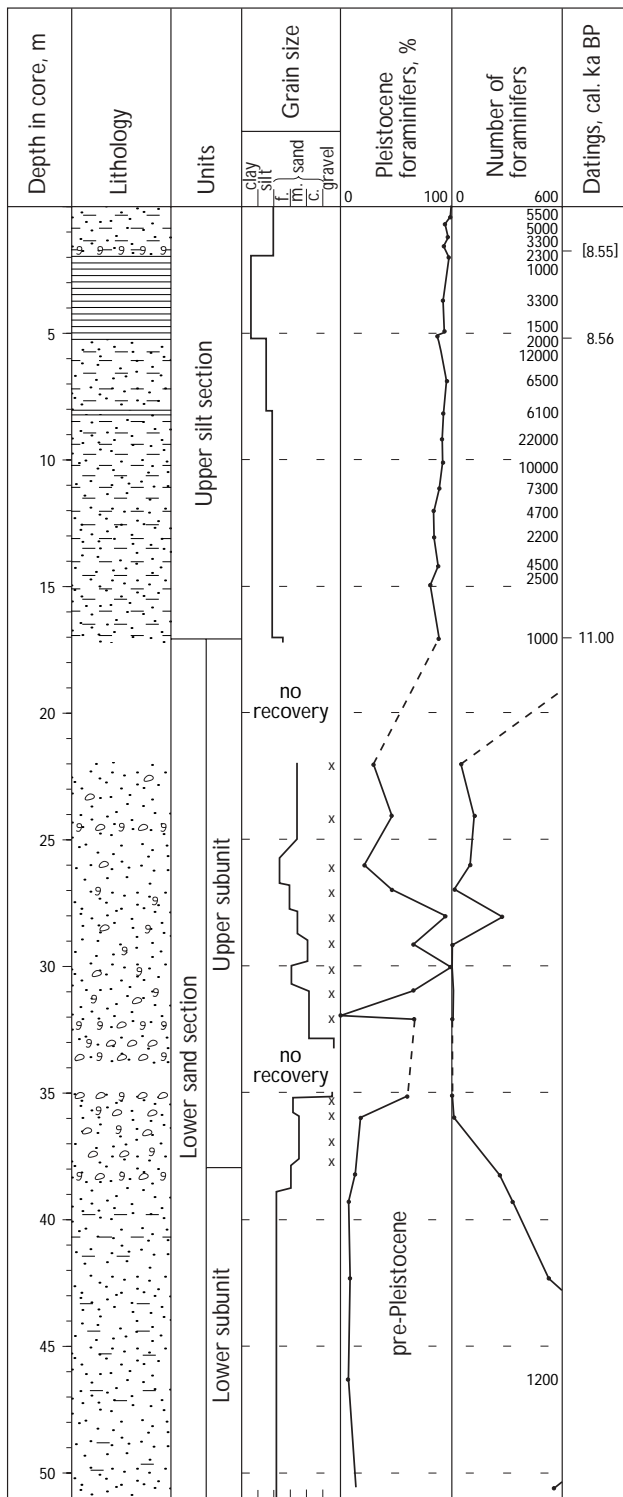 Depth in core, m
Lithology
Units
Grain size
clay
silt
sand
f.
m.
c.
gravel
Pleistocene
foraminifers, %
0 100
Number of
foraminifers
0 600
Datings, cal. ka BP
5500
5000
3300
2300
[8.55]
1000
3300
1500
5
2000
8.56
12000
6500
6100
22000
10
10000
7300
4700
2200
4500
2500
15
1000
11.00
Upper silt section
no
recovery
20
x
x
25
x
x
x
x
30
x
x
x
Upper subunit
Lower sand section
no
recovery
35
x
x
x
x
40
Lower subunit
pre-Pleistocene
45
1200
50